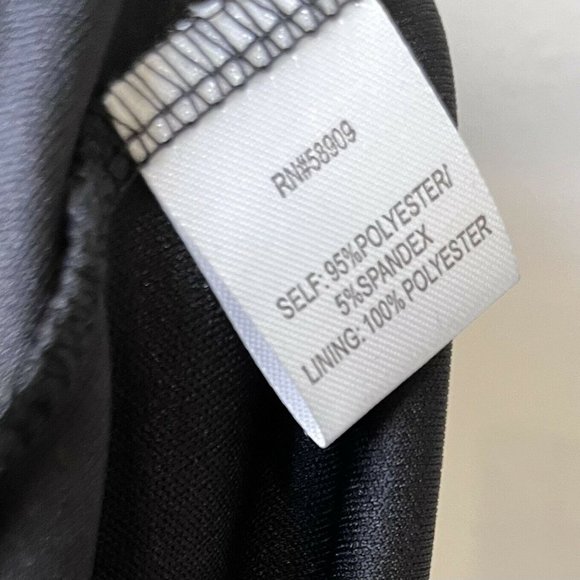 RN#58909
SELF: 95%POLYESTER/
5%SPANDEX
LINING: 100% POLYESTER